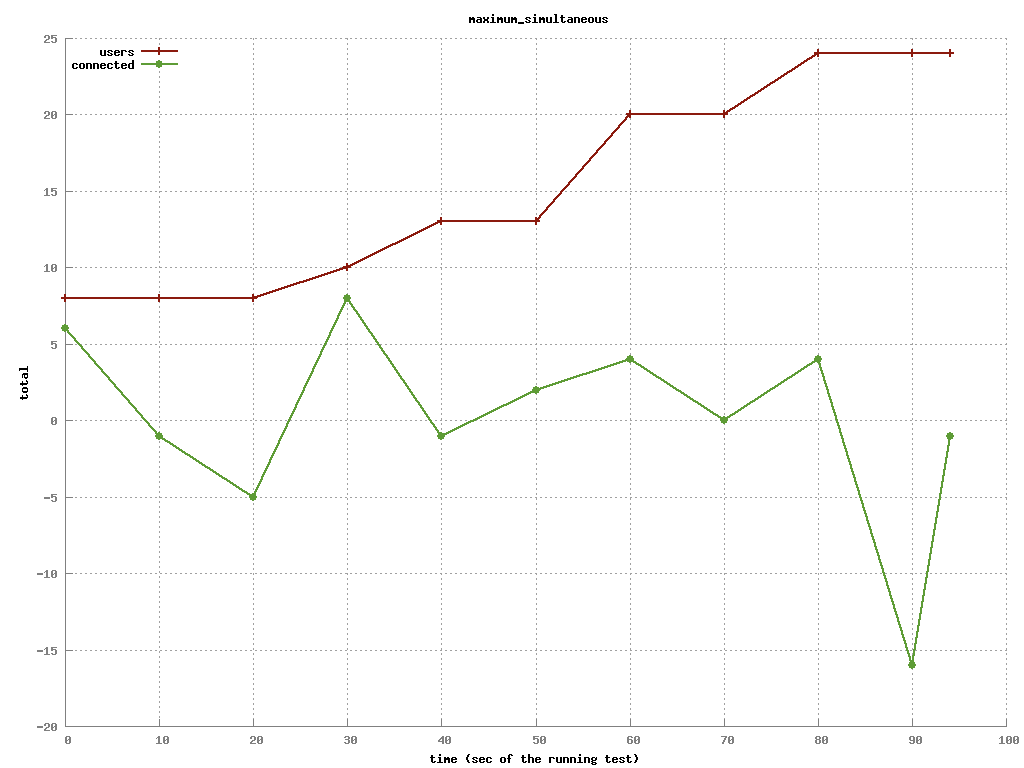 maximum_simultaneous
users
connected
25
20
15
10
5
0
-5
-10
-15
-20
total
0 10 20 30 40 50 60 70 80 90 100
time (sec of the running test)